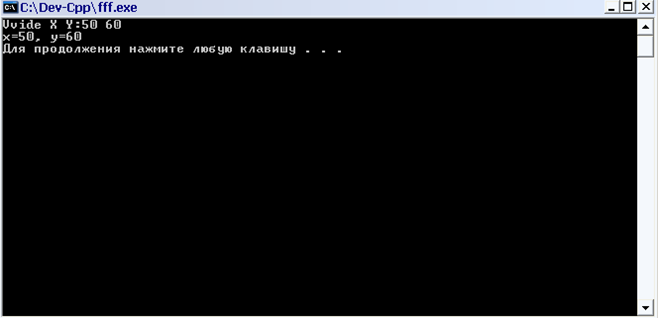 C:\Dev-Cpp\fff.exe
Vvide X Y:50 60
x=50, y=60
Для продолжения нажмите любую клавишу . . .